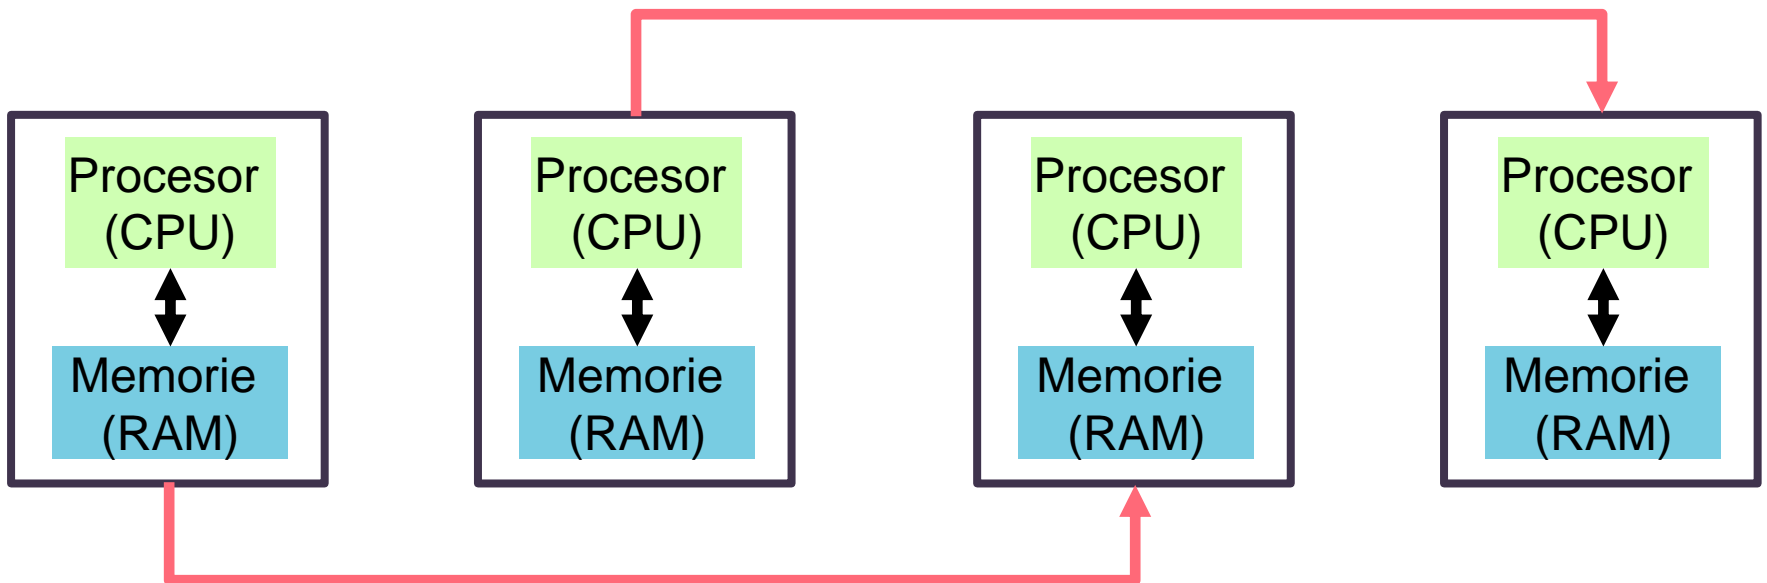 Procesor
(CPU)
Memorie
(RAM)
Procesor
(CPU)
Memorie
(RAM)
Procesor
(CPU)
Memorie
(RAM)
Procesor
(CPU)
Memorie
(RAM)